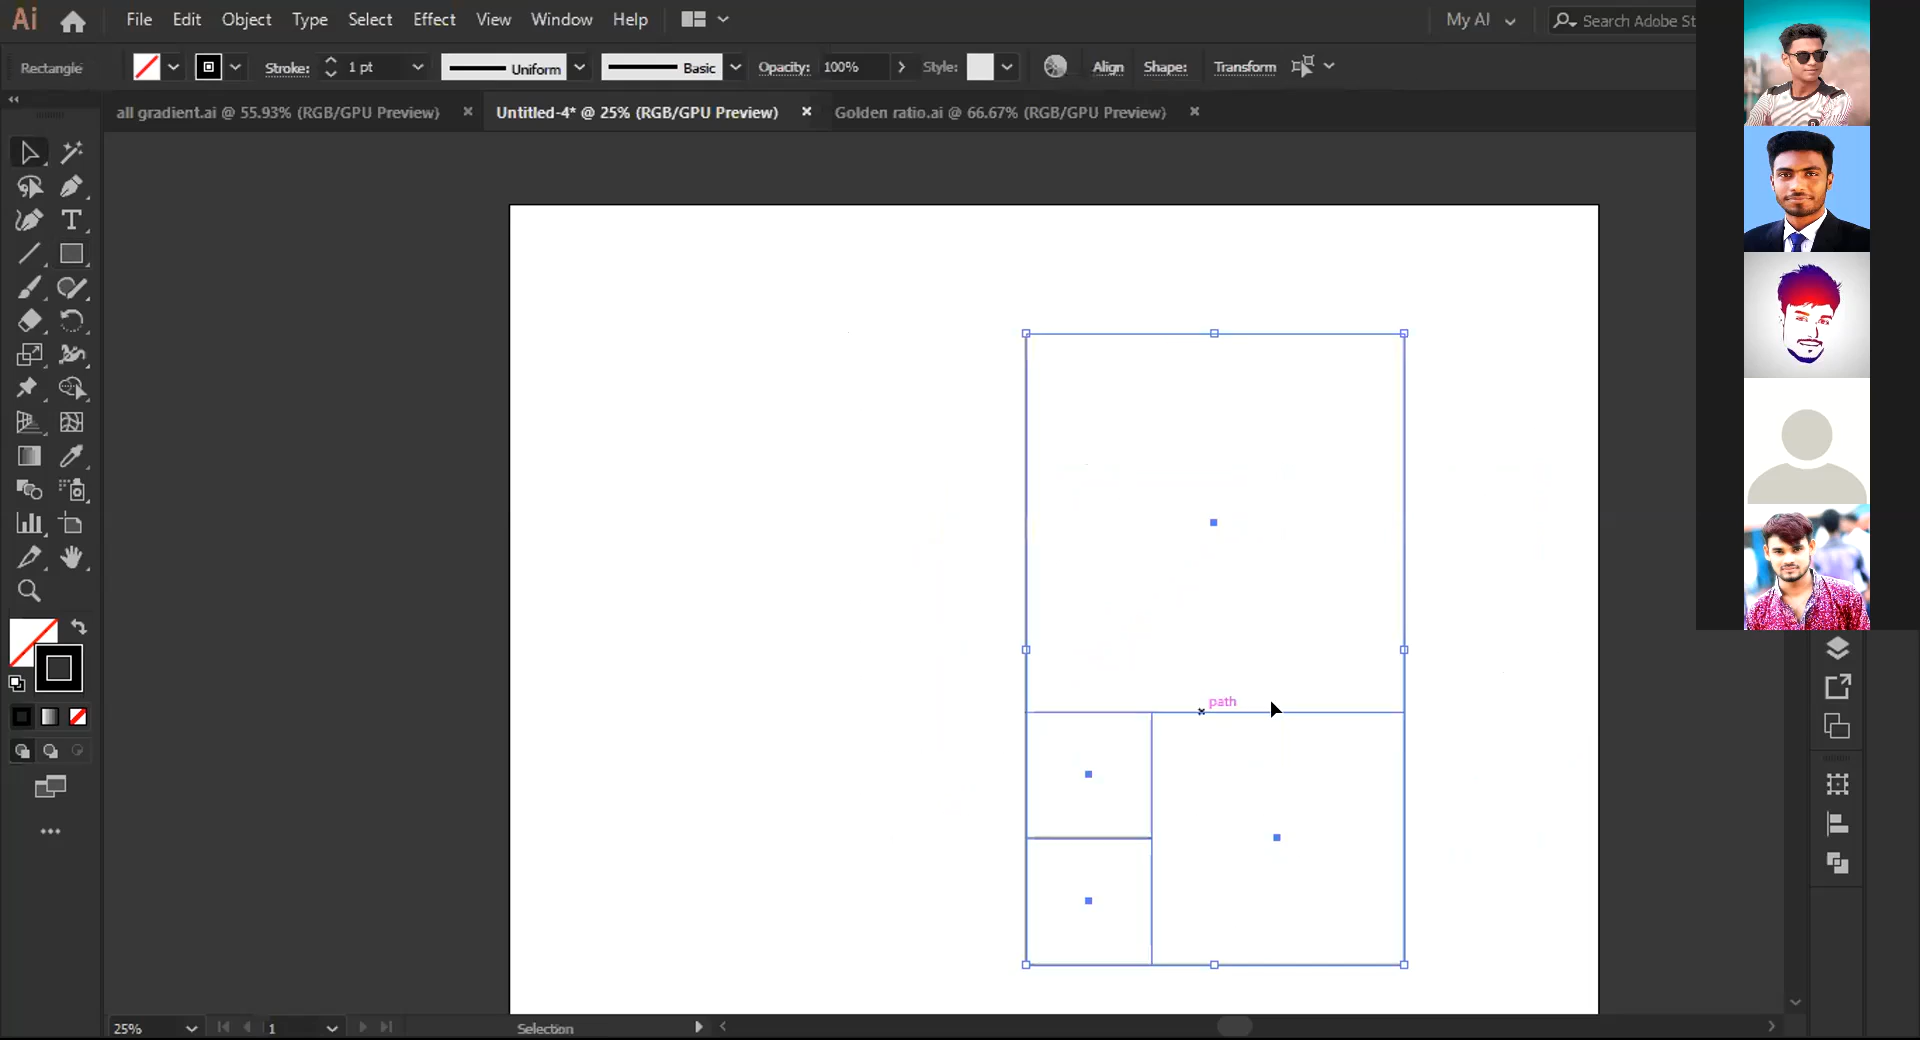 Ai File Edit Object Type Select Effect View Window Help My AI Search Adobe St
Rectangle Stroke: 1 pt Uniform Basic Opacity: 100% Style: Align Shape: Transform
all gradient.ai @ 55.93% (RGB/GPU Preview) × Untitled-4* @ 25% (RGB/GPU Preview) × Golden ratio.ai @ 66.67% (RGB/GPU Preview) ×
path
25% 1 Selection